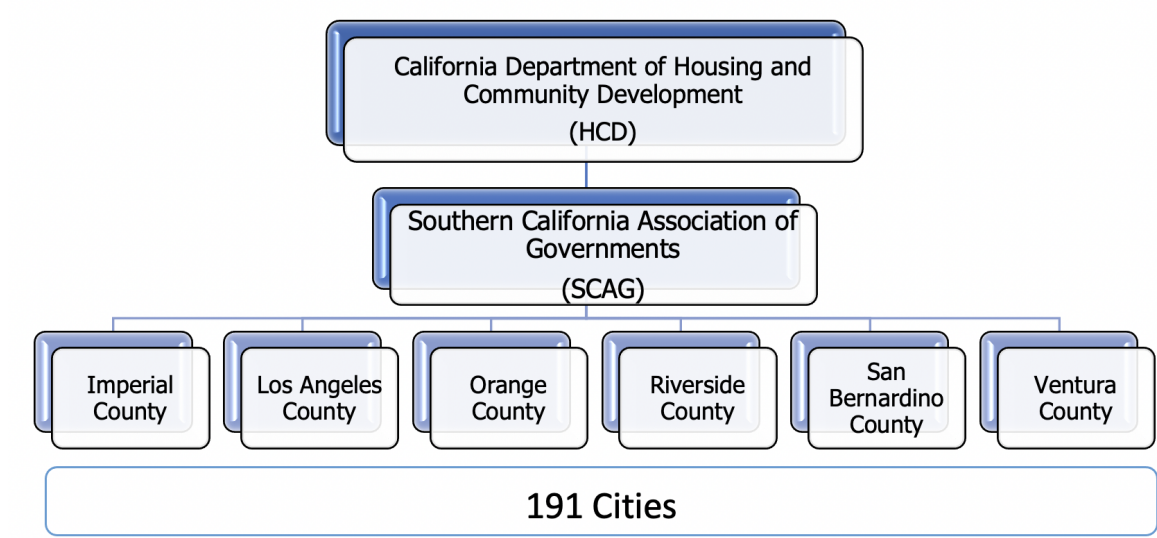 California Department of Housing and
Community Development
(HCD)
Southern California Association of
Governments
(SCAG)
Imperial
County
Los Angeles
County
Orange
County
Riverside
County
San
Bernardino
County
Ventura
County
191 Cities